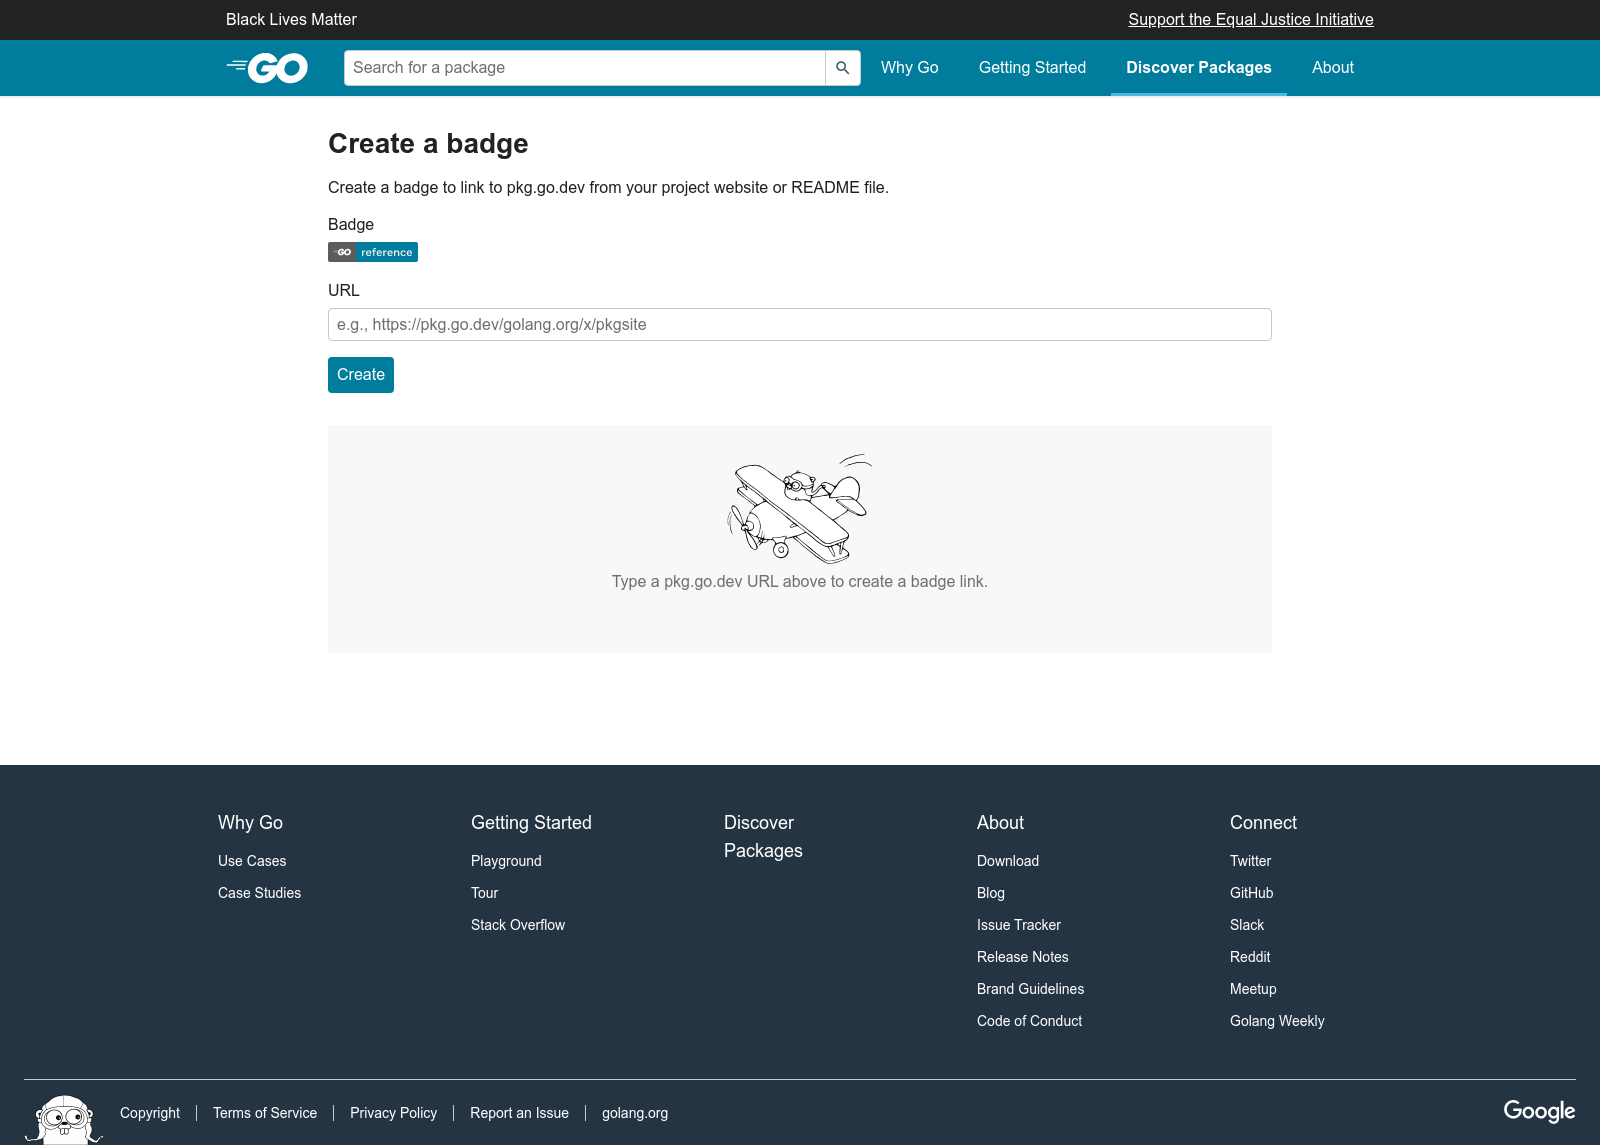 Black Lives Matter
Support the Equal Justice Initiative
GO
Search for a package
Why Go
Getting Started
Discover Packages
About
Create a badge
Create a badge to link to pkg.go.dev from your project website or README file.
Badge
GO reference
URL
e.g., https://pkg.go.dev/golang.org/x/pkgsite
Create
Type a pkg.go.dev URL above to create a badge link.
Why Go
Use Cases
Case Studies
Getting Started
Playground
Tour
Stack Overflow
Discover
Packages
About
Download
Blog
Issue Tracker
Release Notes
Brand Guidelines
Code of Conduct
Connect
Twitter
GitHub
Slack
Reddit
Meetup
Golang Weekly
Copyright
Terms of Service
Privacy Policy
Report an Issue
golang.org
Google